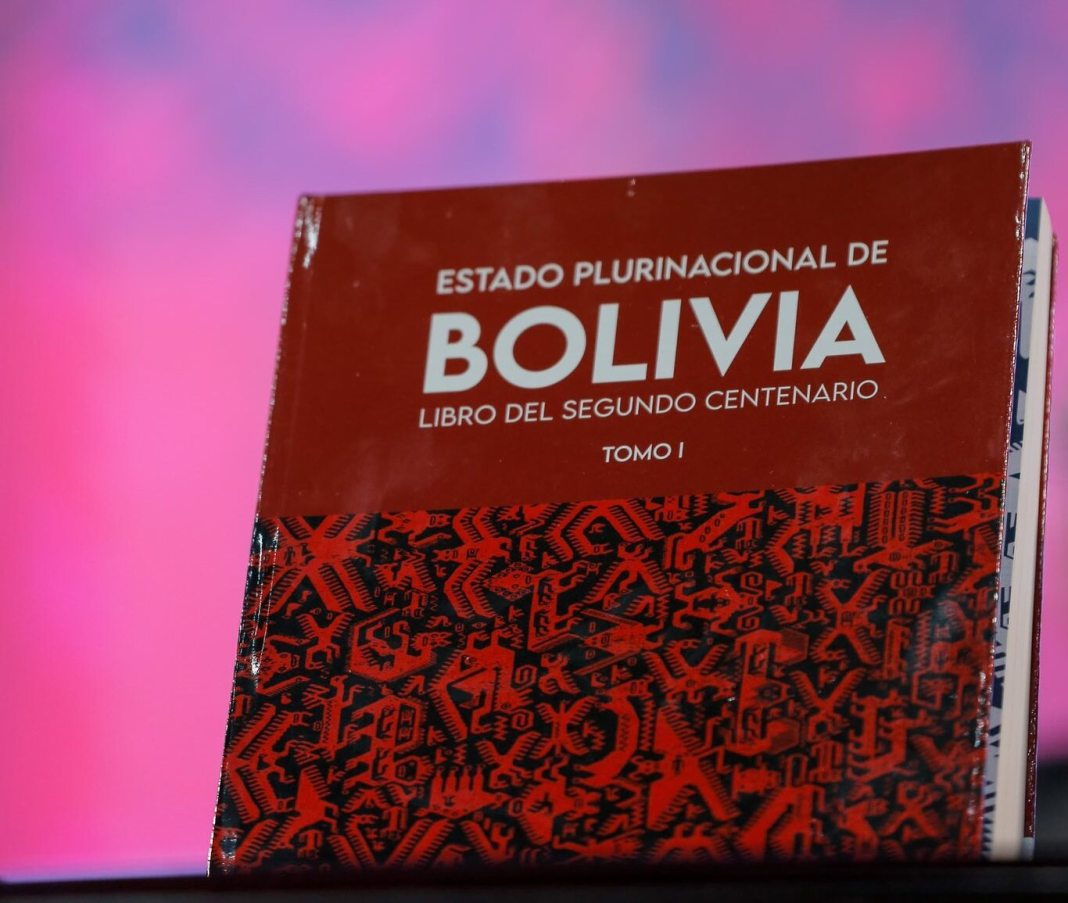 ESTADO PLURINACIONAL DE
BOLIVIA
LIBRO DEL SEGUNDO CENTENARIO
TOMO I